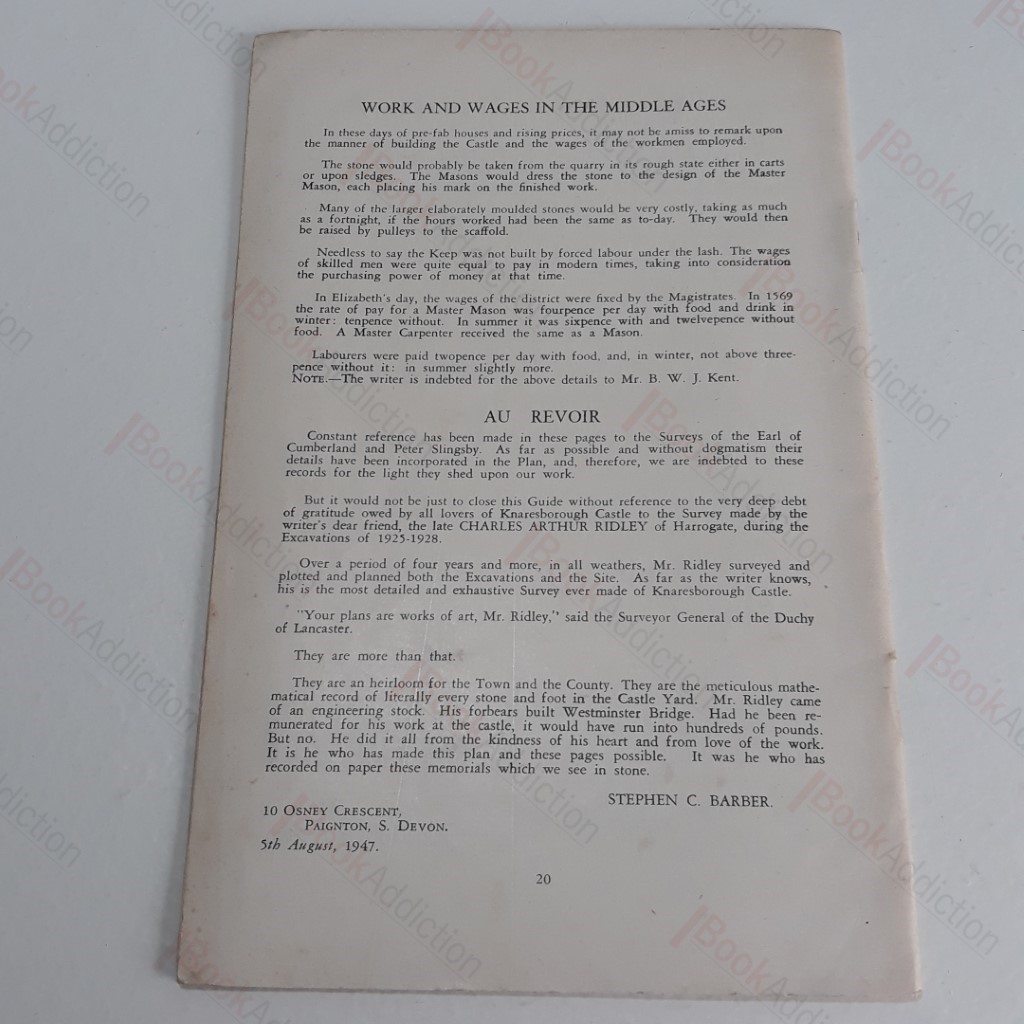 WORK AND WAGES IN THE MIDDLE AGES
In these days of pre-fab houses and rising prices, it may not be amiss to remark upon
the manner of building the Castle and the wages of the workmen employed.
The stone would probably be taken from the quarry in its rough state either in carts
or upon sledges. The Masons would dress the stone to the design of the Master
Mason, each placing his mark on the finished work.
Many of the larger elaborately moulded stones would be very costly, taking as much
as a fortnight, if the hours worked had been the same as to-day. They would then
be raised by pulleys to the scaffold.
Needless to say the Keep was not built by forced labour under the lash. The wages
of skilled men were quite equal to pay in modern times, taking into consideration
the purchasing power of money at that time.
In Elizabeth's day, the wages of the district were fixed by the Magistrates. In 1569
the rate of pay for a Master Mason was fourpence per day with food and drink in
winter: tenpence without. In summer it was sixpence with and twelvepence without
food. A Master Carpenter received the same as a Mason.
Labourers were paid twopence per day with food, and, in winter, not above three-
pence without it: in summer slightly more.
NOTE.—The writer is indebted for the above details to Mr. B. W. J. Kent.
AU REVOIR
Constant reference has been made in these pages to the Surveys of the Earl of
Cumberland and Peter Slingsby. As far as possible and without dogmatism their
details have been incorporated in the Plan, and, therefore, we are indebted to these
records for the light they shed upon our work.
But it would not be just to close this Guide without reference to the very deep debt
of gratitude owed by all lovers of Knaresborough Castle to the Survey made by the
writer's dear friend, the late CHARLES ARTHUR RIDLEY of Harrogate, during the
Excavations of 1925-1928.
Over a period of four years and more, in all weathers, Mr. Ridley surveyed and
plotted and planned both the Excavations and the Site. As far as the writer knows,
his is the most detailed and exhaustive Survey ever made of Knaresborough Castle.
"Your plans are works of art, Mr. Ridley," said the Surveyor General of the Duchy
of Lancaster.
They are more than that.
They are an heirloom for the Town and the County. They are the meticulous mathe-
matical record of literally every stone and foot in the Castle Yard. Mr. Ridley came
of an engineering stock. His forbears built Westminster Bridge. Had he been re-
munerated for his work at the castle, it would have run into hundreds of pounds.
But no. He did it all from the kindness of his heart and from love of the work.
It is he who has made this plan and these pages possible. It was he who has
recorded on paper these memorials which we see in stone.
STEPHEN C. BARBER.
10 OSNEY CRESCENT,
PAIGNTON, S. DEVON.
5th August, 1947.
20
BookAddiction